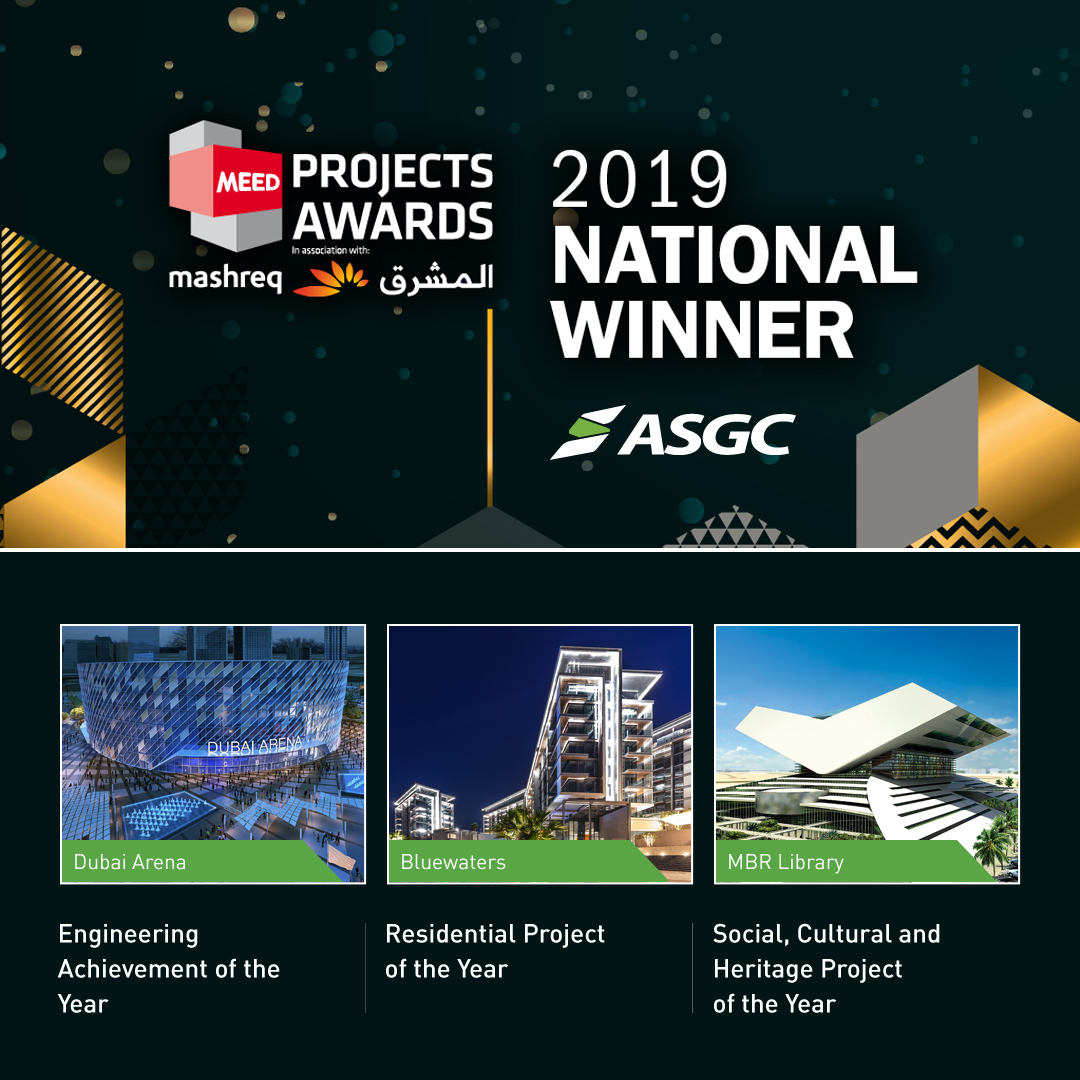 MEED
PROJECTS
AWARDS
In association with:
mashreq المشرق
2019
NATIONAL
WINNER
ASGC
DUBAI ARENA
Dubai Arena
Bluewaters
MBR Library
Engineering
Achievement of the
Year
Residential Project
of the Year
Social, Cultural and
Heritage Project
of the Year